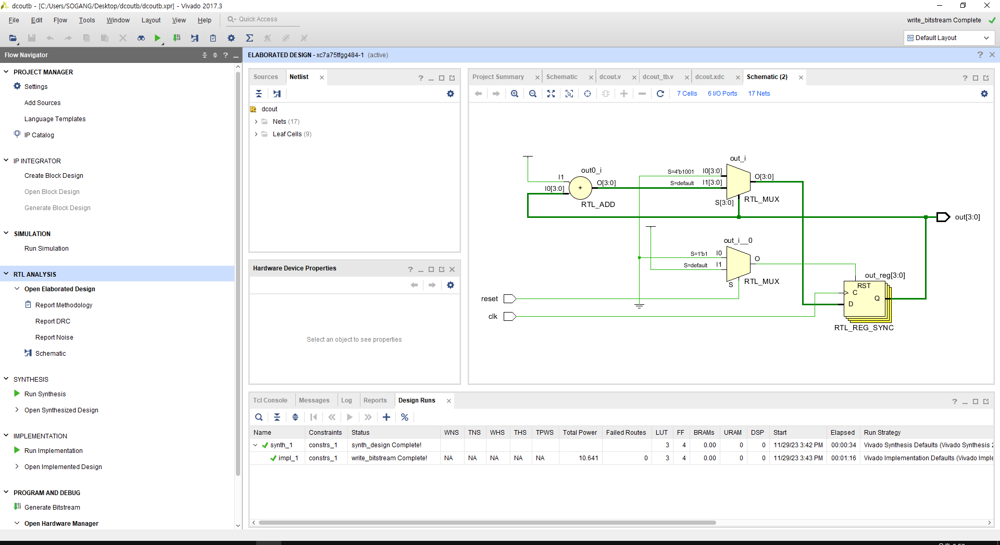 dcoutb - [C:/Users/SOGANG/Desktop/dcoutb/dcoutb.xpr] - Vivado 2017.3
File Edit Flow Tools Window Layout View Help Quick Access
write_bitstream Complete
Default Layout
Flow Navigator
PROJECT MANAGER
Settings
Add Sources
Language Templates
IP Catalog
IP INTEGRATOR
Create Block Design
Open Block Design
Generate Block Design
SIMULATION
Run Simulation
RTL ANALYSIS
Open Elaborated Design
Report Methodology
Report DRC
Report Noise
Schematic
SYNTHESIS
Run Synthesis
Open Synthesized Design
IMPLEMENTATION
Run Implementation
Open Implemented Design
PROGRAM AND DEBUG
Generate Bitstream
Open Hardware Manager
ELABORATED DESIGN - xc7a75tfgg484-1 (active)
Sources Netlist
dcout
Nets (17)
Leaf Cells (9)
Hardware Device Properties
Select an object to see properties
Project Summary Schematic dcout.v dcout_tb.v dcout.xdc Schematic (2)
7 Cells 6 I/O Ports 17 Nets
out_i
out0_i
S=4'b1001 I0[3:0]
I1
O[3:0]
O[3:0]
S=default I1[3:0]
I0[3:0]
+
RTL_MUX
S[3:0]
RTL_ADD
out[3:0]
out_i__0
S=1'b1 I0
O
S=default I1
out_reg[3:0]
RTL_MUX
S
RST
C
reset
Q
D
clk
RTL_REG_SYNC
Tcl Console Messages Log Reports Design Runs
Name Constraints Status WNS TNS WHS THS TPWS Total Power Failed Routes LUT FF BRAMs URAM DSP Start Elapsed Run Strategy
synth_1 constrs_1 synth_design Complete! 3 4 0.00 0 0 11/29/23 3:42 PM 00:00:34 Vivado Synthesis Defaults (Vivado Synthesis 2
impl_1 constrs_1 write_bitstream Complete! NA NA NA NA NA 10.641 0 3 4 0.00 0 0 11/29/23 3:43 PM 00:01:16 Vivado Implementation Defaults (Vivado Imple